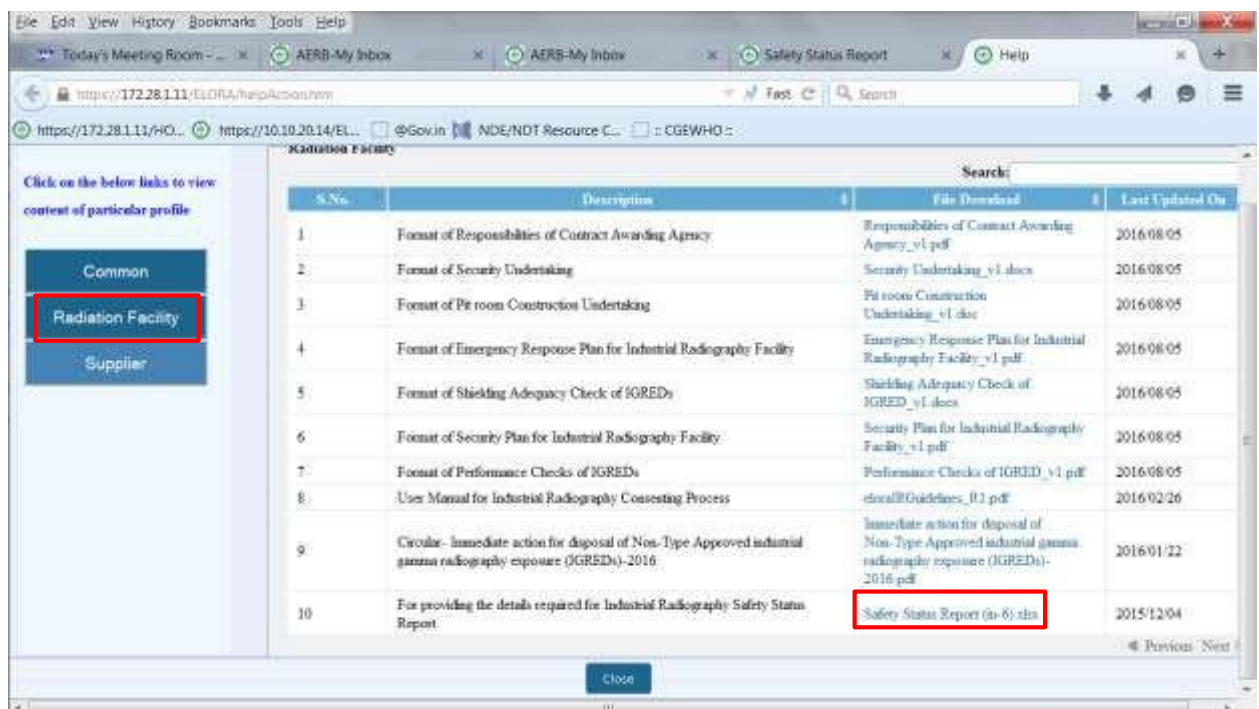 File Edit View History Bookmarks Tools Help
Today's Meeting Room - ... × AERB-My Inbox × AERB-My Inbox × Safety Status Report × Help × +
https://172.28.1.11/ELORA/helpAction.htm Fast Search
https://172.28.1.11/HO... https://10.10.20.14/EL... @Gov.in NDE/NDT Resource C... :: CGEWHO ::
Radiation Facility
Click on the below links to view
content of particular profile
Common
Radiation Facility
Supplier
Search:
S.No. Description File Download Last Updated On
1 Format of Responsibilities of Contract Awarding Agency Responsibilities of Contract Awarding
Agency_v1.pdf 2016/08/05
2 Format of Security Undertaking Security Undertaking_v1.docx 2016/08/05
3 Format of Pit room Construction Undertaking Pit room Construction
Undertaking_v1.doc 2016/08/05
4 Format of Emergency Response Plan for Industrial Radiography Facility Emergency Response Plan for Industrial
Radiography Facility_v1.pdf 2016/08/05
5 Format of Shielding Adequacy Check of IGREDs Shielding Adequacy Check of
IGRED_v1.docx 2016/08/05
6 Format of Security Plan for Industrial Radiography Facility Security Plan for Industrial Radiography
Facility_v1.pdf 2016/08/05
7 Format of Performance Checks of IGREDs Performance Checks of IGRED_v1.pdf 2016/08/05
8 User Manual for Industrial Radiography Consenting Process 2016/02/26
9 Circular- Immediate action for disposal of Non-Type Approved industrial
gamma radiography exposure (IGREDs)-2016 Immediate action for disposal of
Non-Type Approved industrial gamma
radiography exposure (IGREDs)-
2016.pdf 2016/01/22
10 For providing the details required for Industrial Radiography Safety Status
Report Safety Status Report (in-6).xlsx 2015/12/04
Previous Next
Close